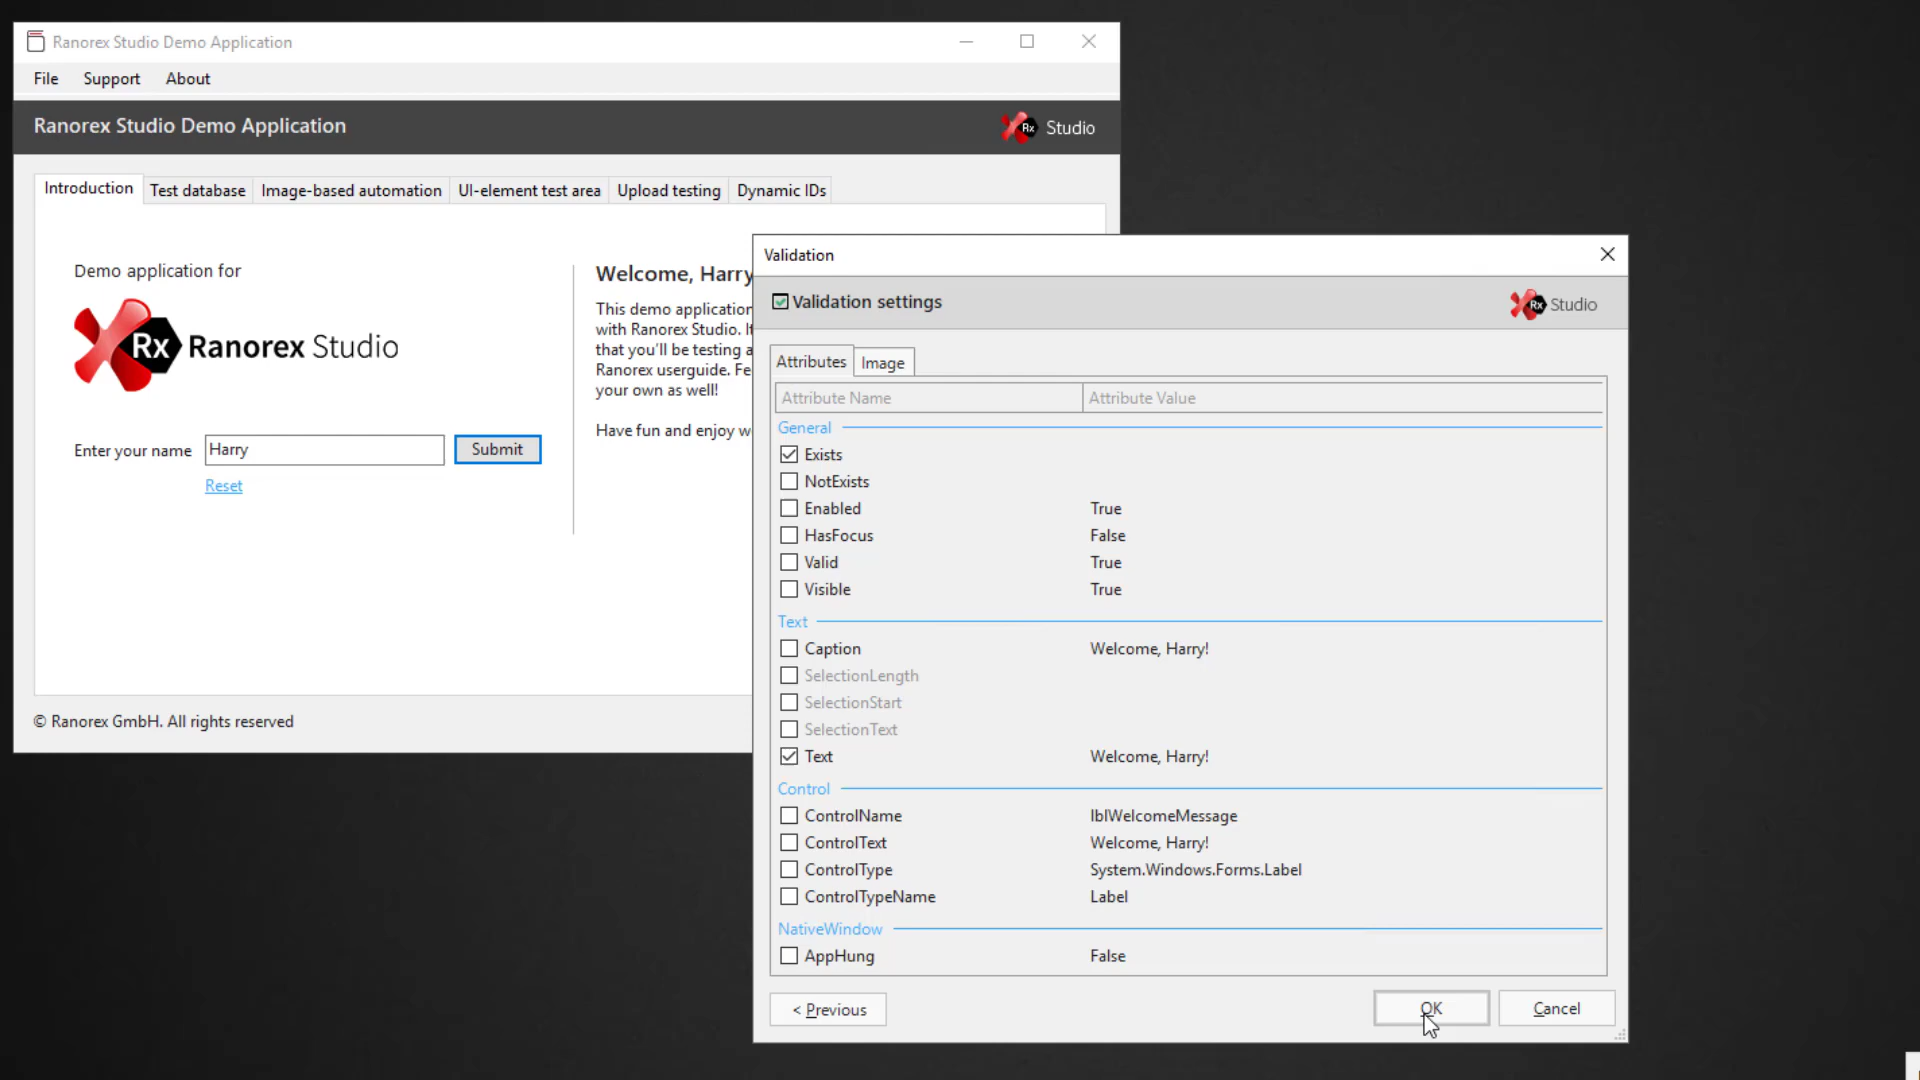 Ranorex Studio Demo Application
File Support About
Ranorex Studio Demo Application
Rx Studio
Introduction Test database Image-based automation UI-element test area Upload testing Dynamic IDs
Demo application for
Rx Ranorex Studio
Enter your name Harry Submit
Reset
Welcome, Harry
This demo application
with Ranorex Studio. It
that you'll be testing a
Ranorex userguide. Fe
your own as well!
Have fun and enjoy w
© Ranorex GmbH. All rights reserved
Validation
Validation settings
Rx Studio
Attributes Image
Attribute Name Attribute Value
General
Exists
NotExists
Enabled True
HasFocus False
Valid True
Visible True
Text
Caption Welcome, Harry!
SelectionLength
SelectionStart
SelectionText
Text Welcome, Harry!
Control
ControlName lblWelcomeMessage
ControlText Welcome, Harry!
ControlType System.Windows.Forms.Label
ControlTypeName Label
NativeWindow
AppHung False
< Previous OK Cancel